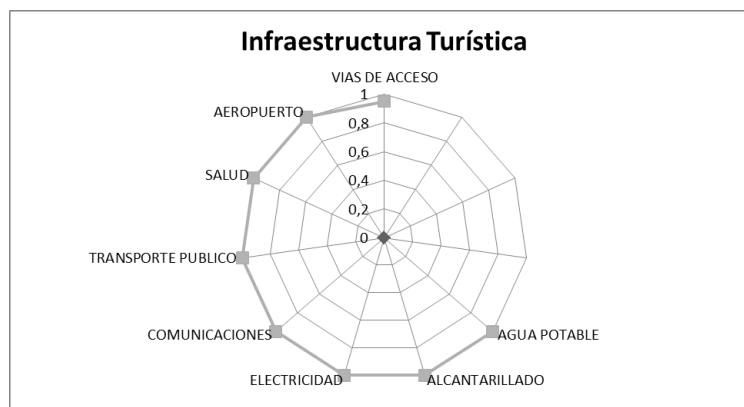 Infraestructura Turística
VIAS DE ACCESO
1
AEROPUERTO
0,8
0,6
SALUD
0,4
0,2
0
TRANSPORTE PUBLICO
COMUNICACIONES
AGUA POTABLE
ELECTRICIDAD
ALCANTARILLADO